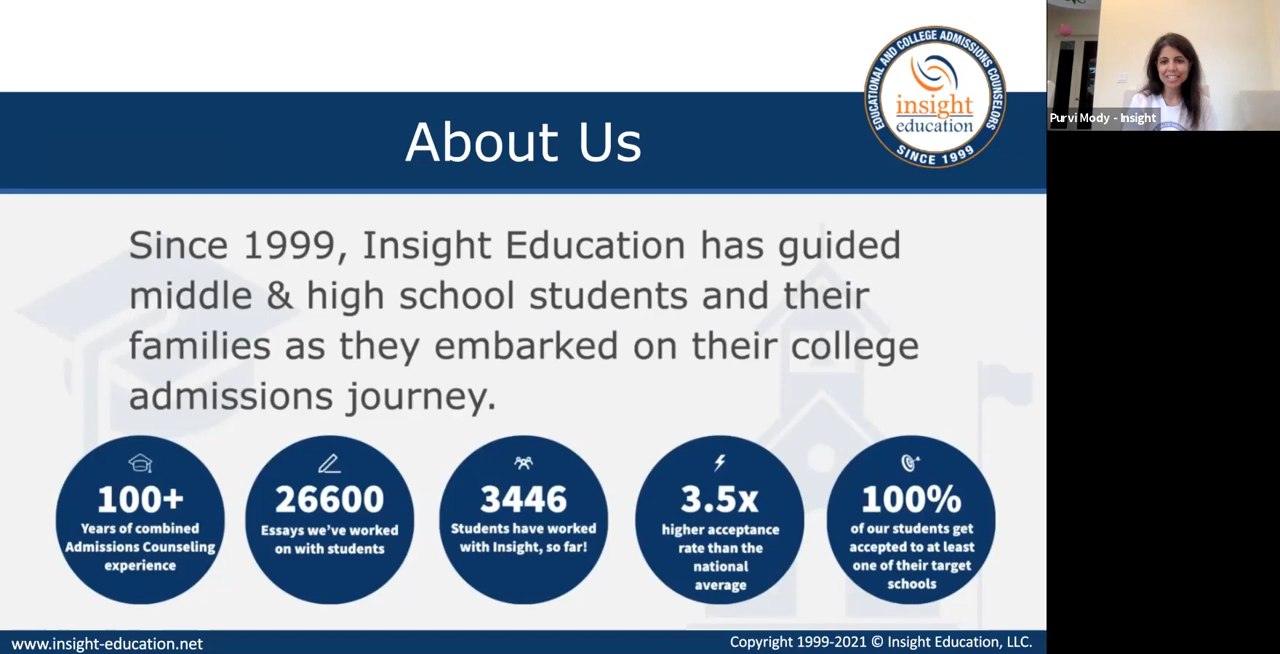 About Us
EDUCATIONAL AND COLLEGE ADMISSIONS COUNSELORS
insight
education
SINCE 1999
Purvi Mody - Insight
Since 1999, Insight Education has guided
middle & high school students and their
families as they embarked on their college
admissions journey.
100+
Years of combined
Admissions Counseling
experience
26600
Essays we've worked
on with students
3446
Students have worked
with Insight, so far!
3.5x
higher acceptance
rate than the
national
average
100%
of our students get
accepted to at least
one of their target
schools
www.insight-education.net
Copyright 1999-2021 © Insight Education, LLC.